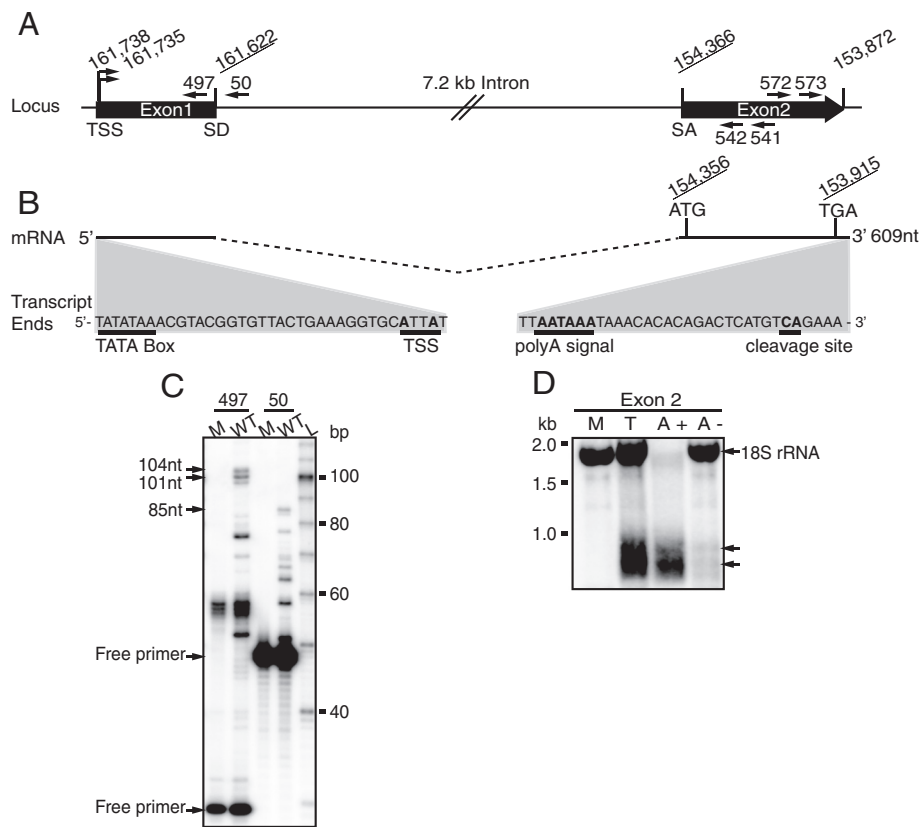 A
161,738
161,735
161,622
154,366
153,872
497 50 7.2 kb Intron 572 573
Locus Exon1 Exon2
TSS SD SA 542 541
B
154,356
153,915
ATG TGA
mRNA 5' 3' 609nt
Transcript
Ends 5'- TATATAAACGTACGGTGTTACTGAAAGGTGCATTAT TTAATAAATAAACACACAGACTCATGTCAGAAA - 3'
TATA Box TSS polyA signal cleavage site
C
497 50
M WT M WT L bp
104nt
101nt
85nt
100
80
60
Free primer
40
Free primer
D
Exon 2
kb M T A + A -
2.0 18S rRNA
1.5
1.0